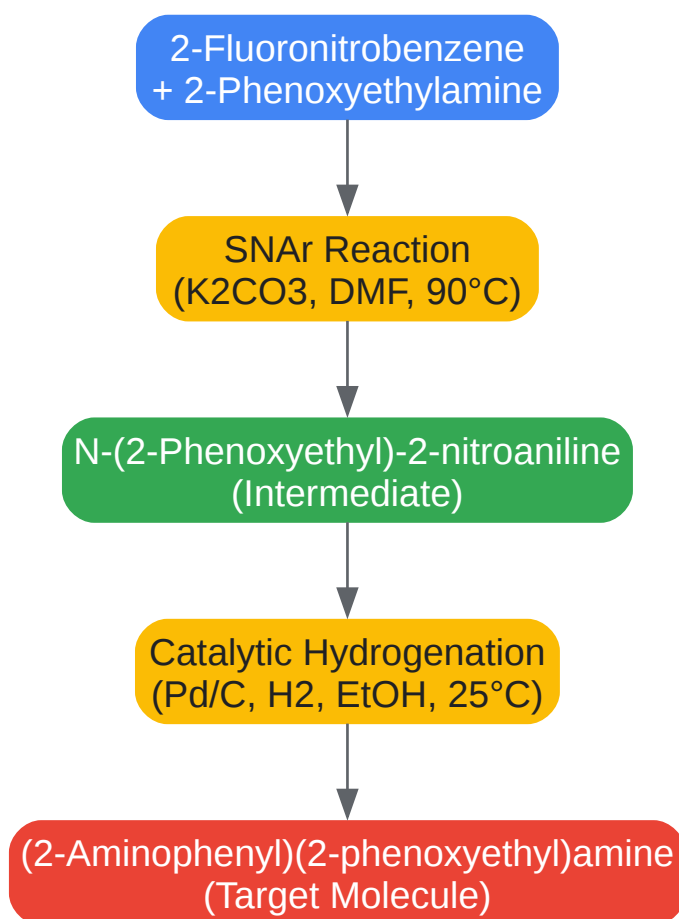 2-Fluoronitrobenzene
+ 2-Phenoxyethylamine
SNAr Reaction
(K2CO3, DMF, 90°C)
N-(2-Phenoxyethyl)-2-nitroaniline
(Intermediate)
Catalytic Hydrogenation
(Pd/C, H2, EtOH, 25°C)
(2-Aminophenyl)(2-phenoxyethyl)amine
(Target Molecule)